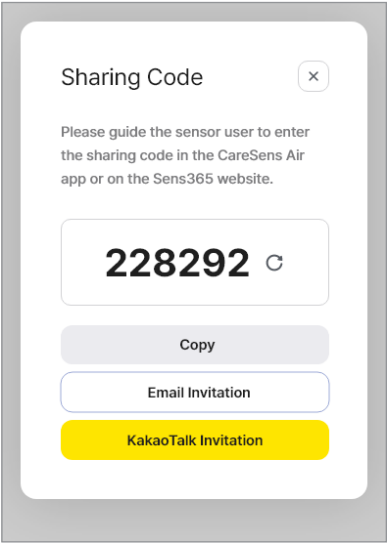 Sharing Code
Please guide the sensor user to enter
the sharing code in the CareSens Air
app or on the Sens365 website.
228292
Copy
Email Invitation
KakaoTalk Invitation